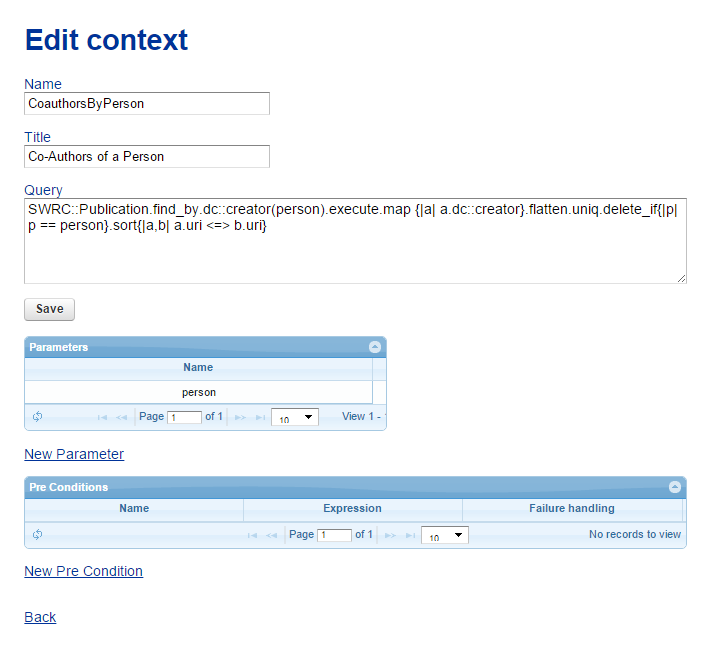 Edit context
Name
CoauthorsByPerson
Title
Co-Authors of a Person
Query
SWRC::Publication.find_by.dc::creator(person).execute.map {|a| a.dc::creator}.flatten.uniq.delete_if{|p|
p == person}.sort{|a,b| a.uri <=> b.uri}
Save
Parameters
Name
person
Page 1 of 1 10 View 1 -
New Parameter
Pre Conditions
Name Expression Failure handling
Page 1 of 1 10 No records to view
New Pre Condition
Back